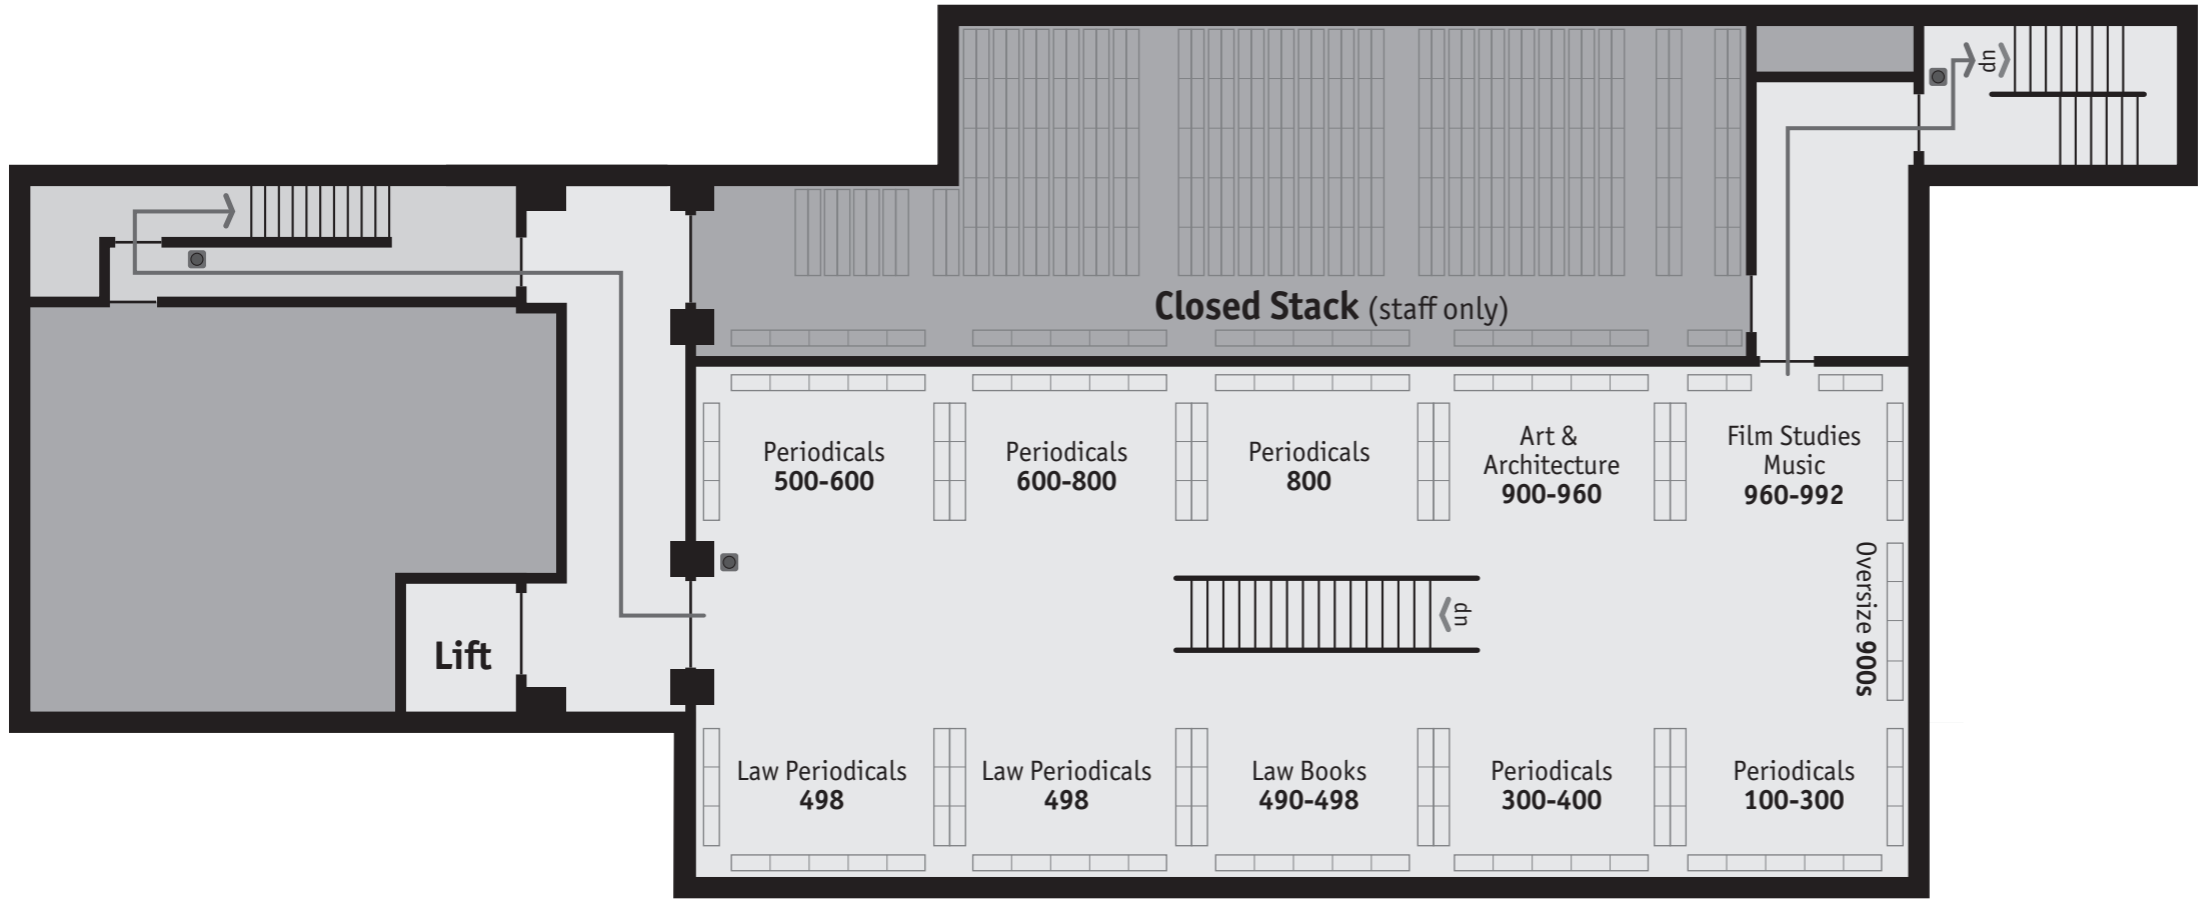 up
Closed Stack (staff only)
Periodicals
500-600
Periodicals
600-800
Periodicals
800
Art &
Architecture
900-960
Film Studies
Music
960-992
Oversize 900s
up
Lift
Law Periodicals
498
Law Periodicals
498
Law Books
490-498
Periodicals
300-400
Periodicals
100-300